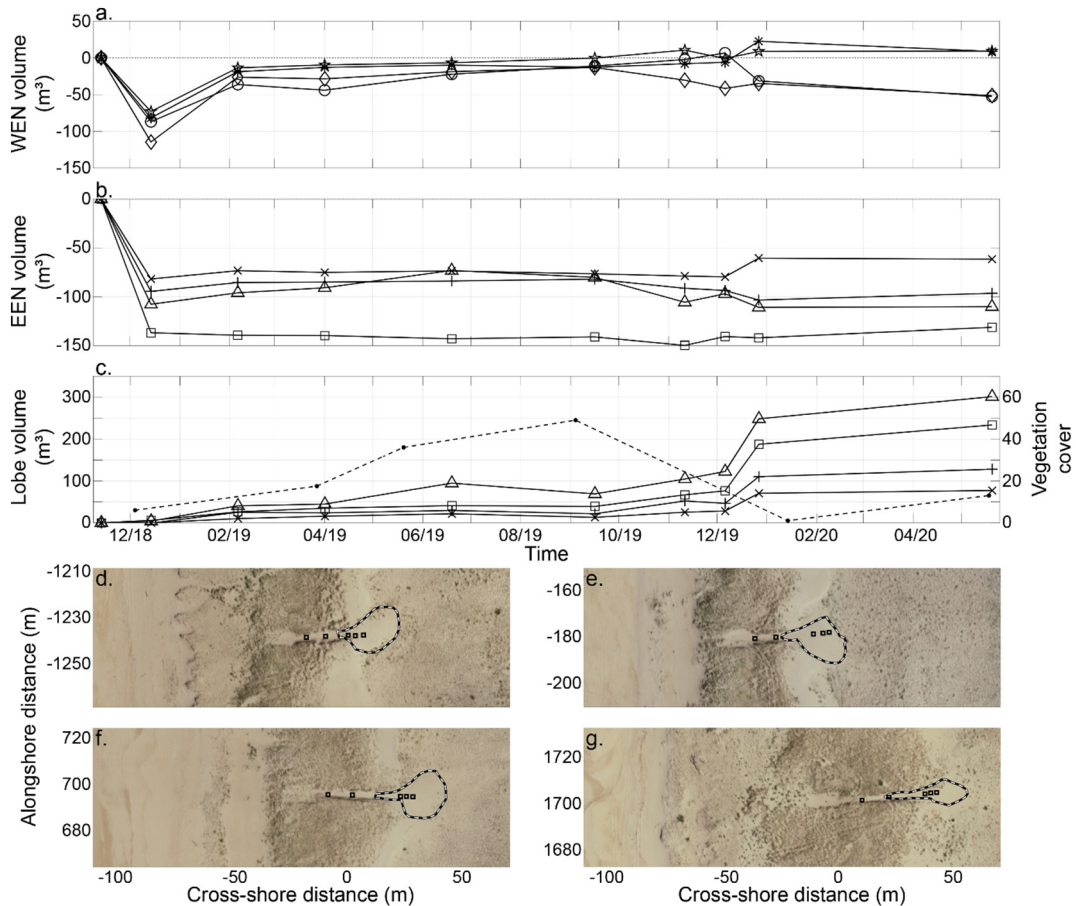 a.
WEN volume
(m³)
50
0
-50
-100
-150
b.
EEN volume
(m³)
0
-50
-100
-150
c.
Lobe volume
(m³)
300
200
100
0
Vegetation
cover
60
40
20
0
12/18 02/19 04/19 06/19 08/19 10/19 12/19 02/20 04/20
Time
Alongshore distance (m)
d.
-1210
-1230
-1250
e.
-160
-180
-200
f.
720
700
680
g.
1720
1700
1680
-100 -50 0 50
Cross-shore distance (m)
-100 -50 0 50
Cross-shore distance (m)